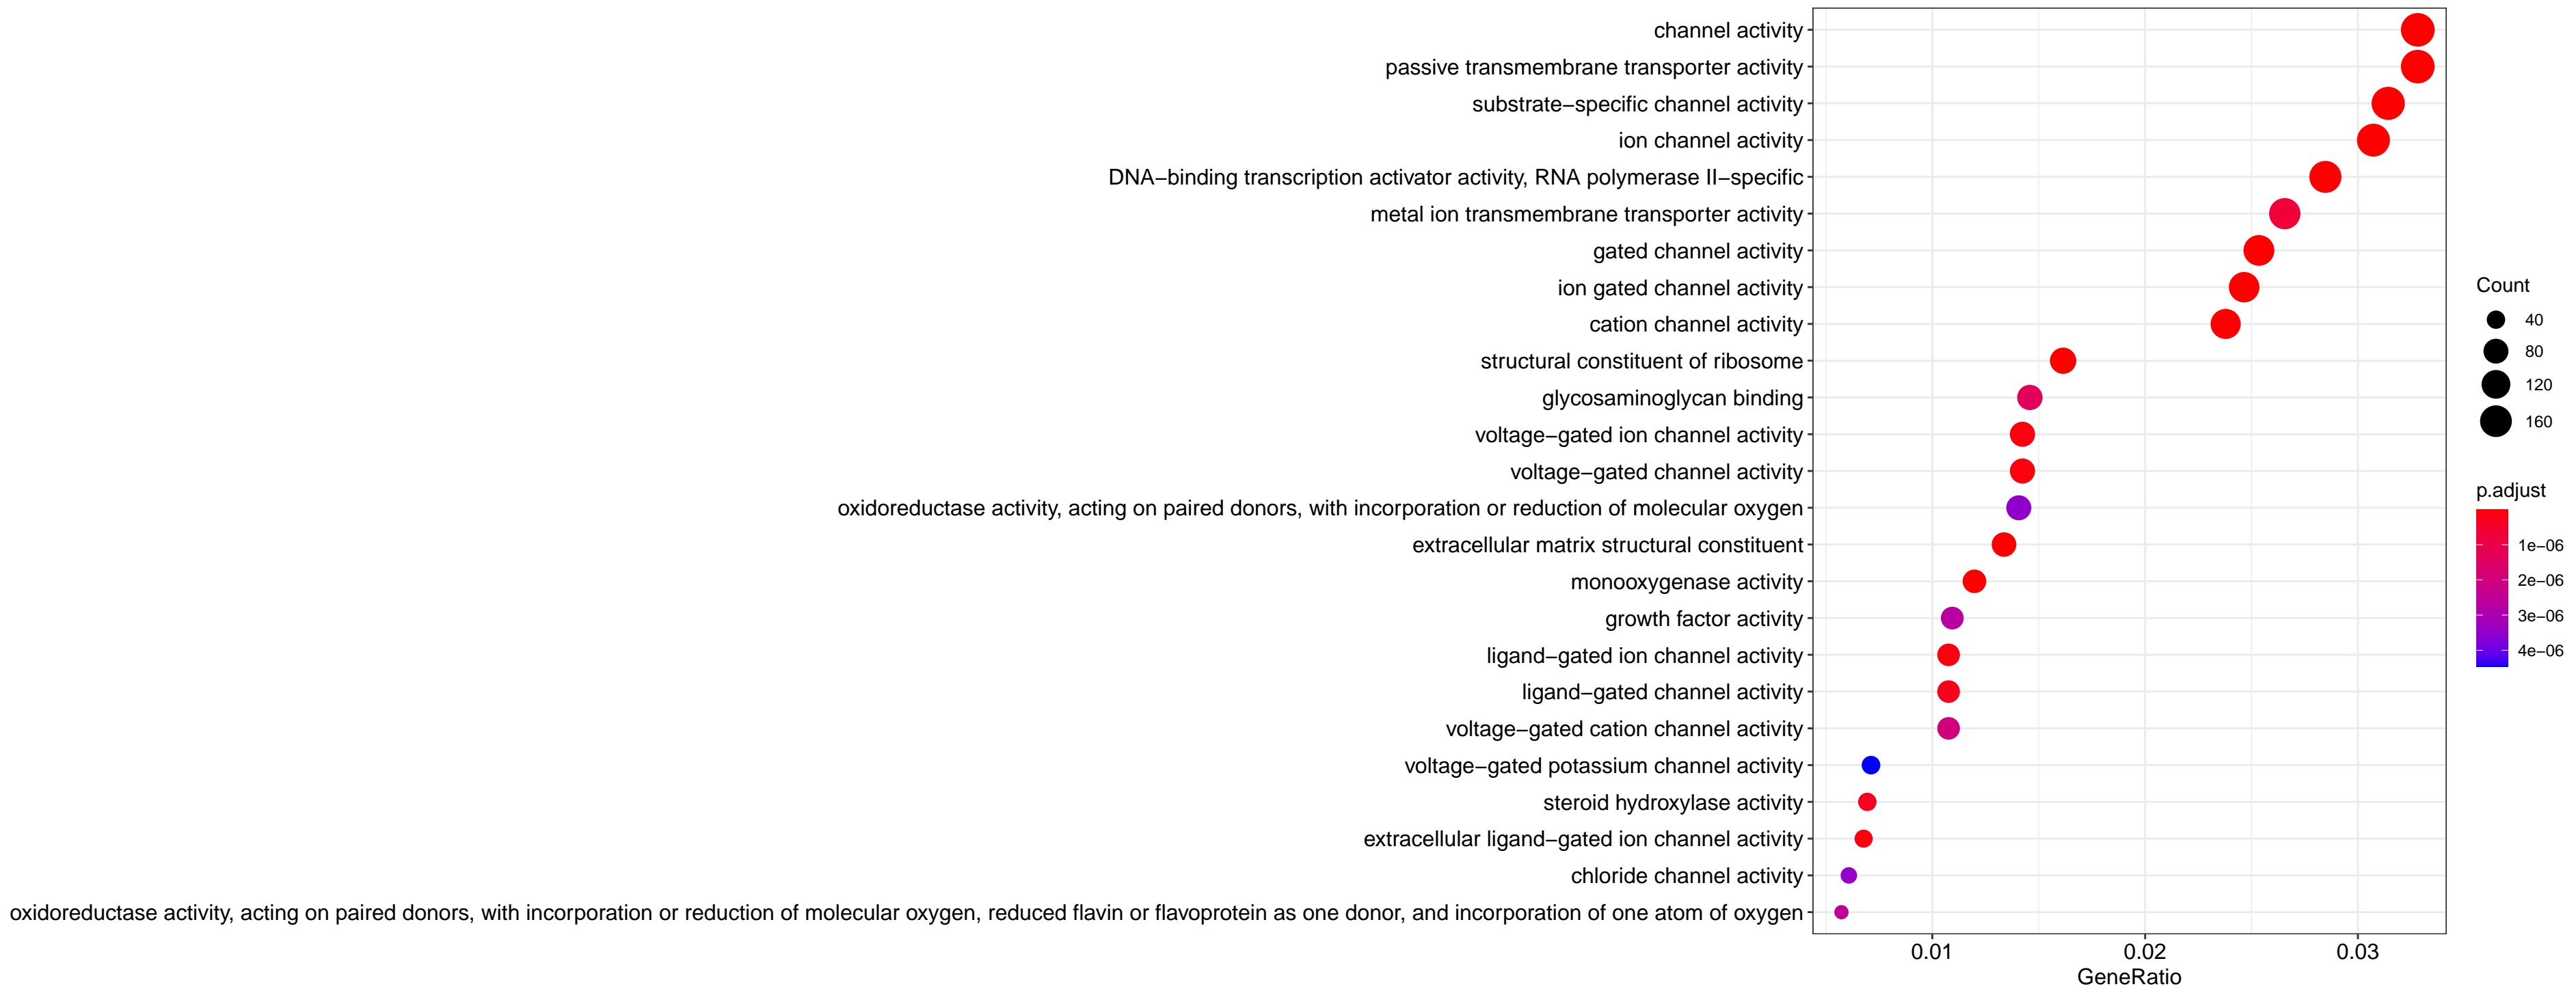 channel activity
passive transmembrane transporter activity
substrate−specific channel activity
ion channel activity
DNA−binding transcription activator activity, RNA polymerase II−specific
metal ion transmembrane transporter activity
gated channel activity
ion gated channel activity
cation channel activity
structural constituent of ribosome
glycosaminoglycan binding
voltage−gated ion channel activity
voltage−gated channel activity
oxidoreductase activity, acting on paired donors, with incorporation or reduction of molecular oxygen
extracellular matrix structural constituent
monooxygenase activity
growth factor activity
ligand−gated ion channel activity
ligand−gated channel activity
voltage−gated cation channel activity
voltage−gated potassium channel activity
steroid hydroxylase activity
extracellular ligand−gated ion channel activity
chloride channel activity
oxidoreductase activity, acting on paired donors, with incorporation or reduction of molecular oxygen, reduced flavin or flavoprotein as one donor, and incorporation of one atom of oxygen
0.01 0.02 0.03
GeneRatio
Count
40
80
120
160
p.adjust
1e−06
2e−06
3e−06
4e−06